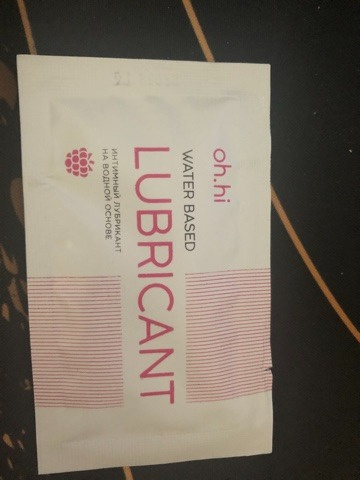 oh.hi
WATER BASED
LUBRICANT
ИНТИМНЫЙ ЛУБРИКАНТ
НА ВОДНОЙ ОСНОВЕ